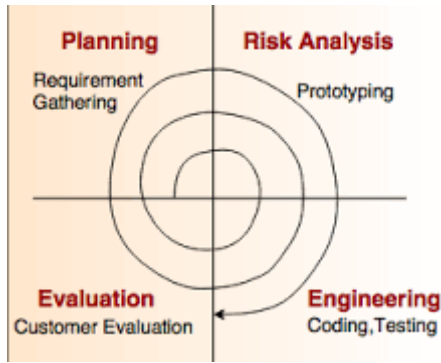 Planning
Requirement
Gathering
Risk Analysis
Prototyping
Evaluation
Customer Evaluation
Engineering
Coding,Testing